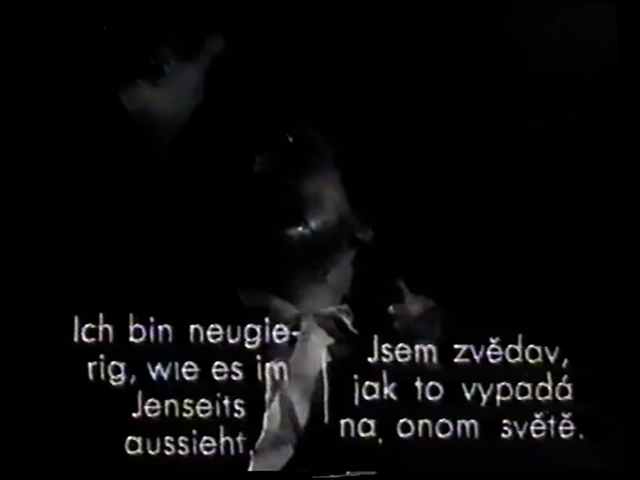 Ich bin neugie-
rig, wie es im
Jenseits
aussieht.
Jsem zvědav,
jak to vypadá
na onom světě.